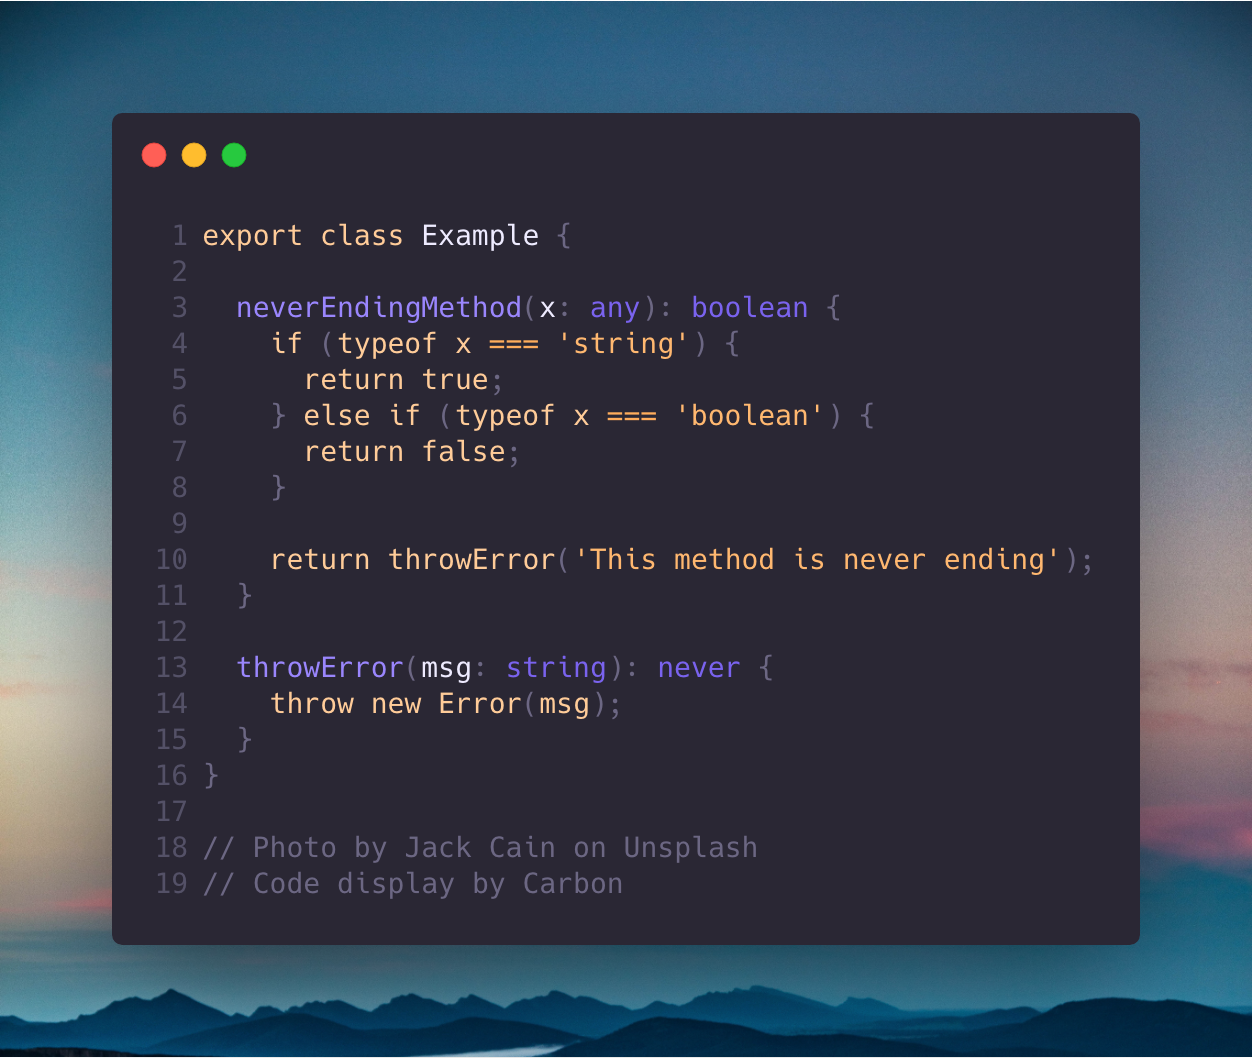 1 export class Example {
2
3   neverEndingMethod(x: any): boolean {
4     if (typeof x === 'string') {
5       return true;
6     } else if (typeof x === 'boolean') {
7       return false;
8     }
9
10     return throwError('This method is never ending');
11   }
12
13   throwError(msg: string): never {
14     throw new Error(msg);
15   }
16 }
17
18 // Photo by Jack Cain on Unsplash
19 // Code display by Carbon